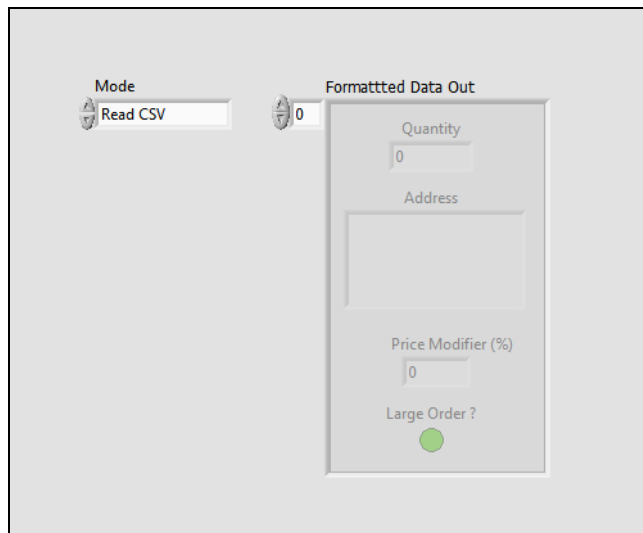 Mode
Read CSV
Formattted Data Out
0
Quantity
0
Address
Price Modifier (%)
0
Large Order ?